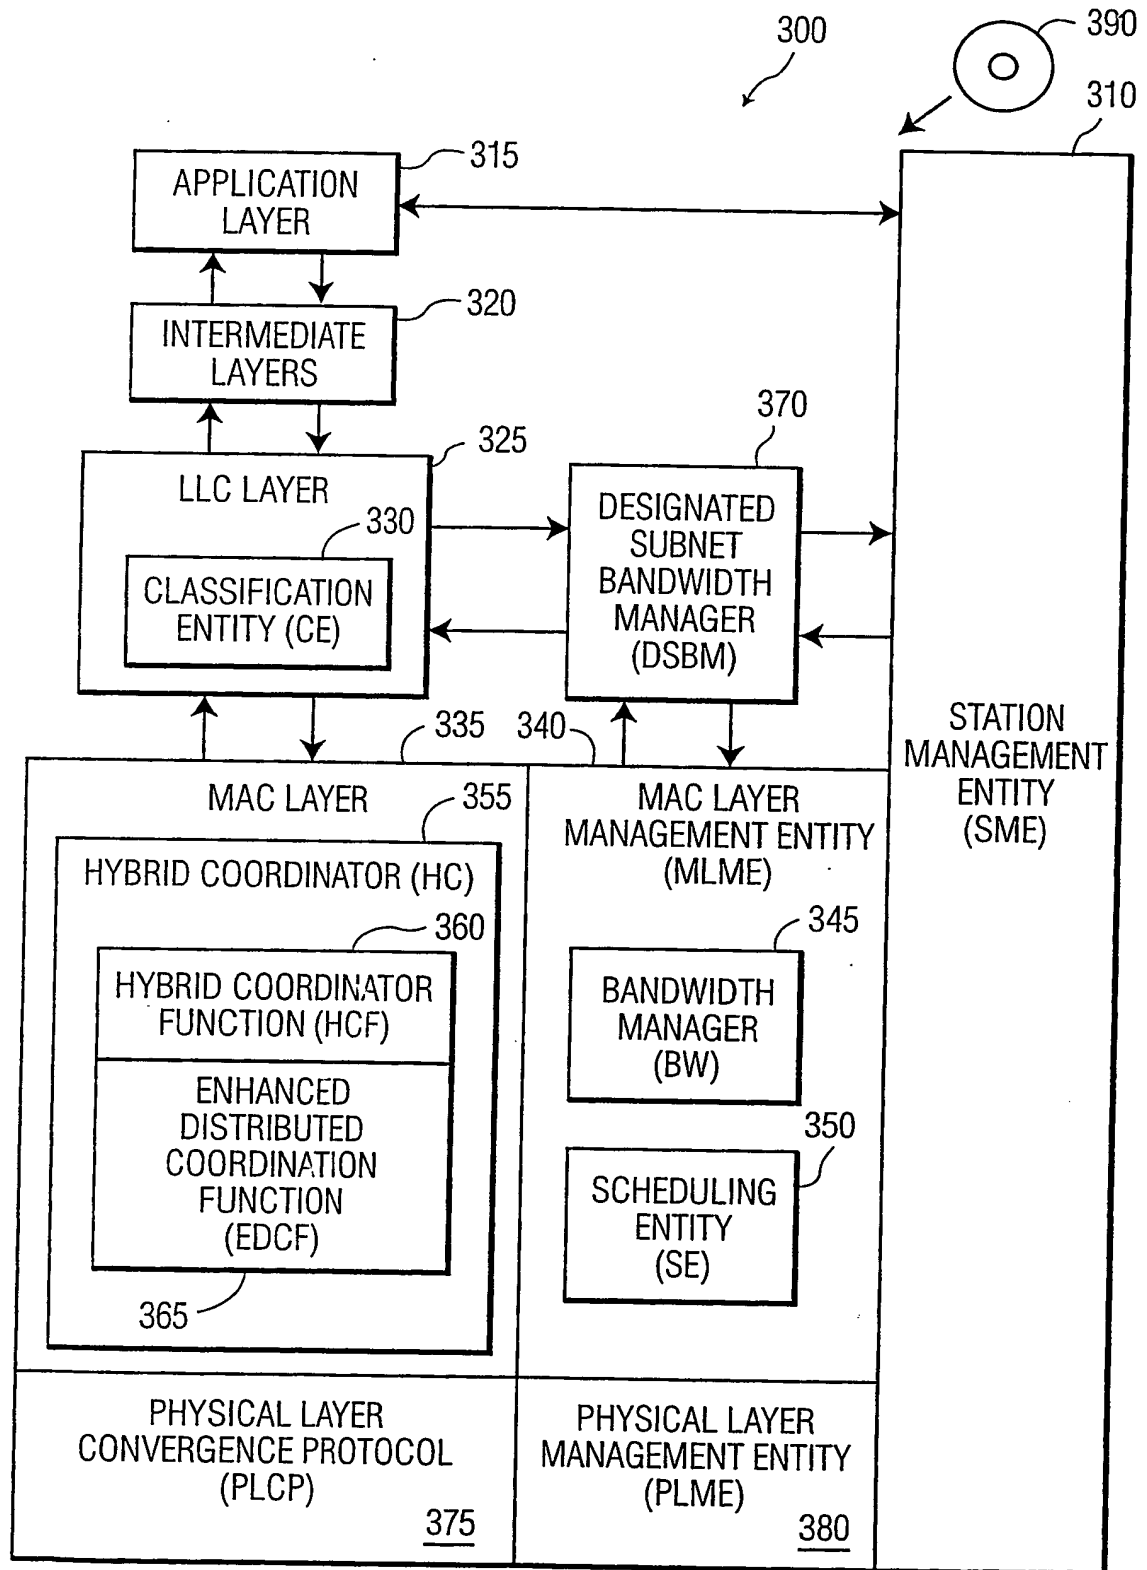 300
390
310
315
APPLICATION
LAYER
320
INTERMEDIATE
LAYERS
325
LLC LAYER
330
CLASSIFICATION
ENTITY (CE)
370
DESIGNATED
SUBNET
BANDWIDTH
MANAGER
(DSBM)
STATION
MANAGEMENT
ENTITY
(SME)
335
340
MAC LAYER
355
HYBRID COORDINATOR (HC)
360
HYBRID COORDINATOR
FUNCTION (HCF)
ENHANCED
DISTRIBUTED
COORDINATION
FUNCTION
(EDCF)
365
MAC LAYER
MANAGEMENT ENTITY
(MLME)
345
BANDWIDTH
MANAGER
(BW)
350
SCHEDULING
ENTITY
(SE)
PHYSICAL LAYER
CONVERGENCE PROTOCOL
(PLCP)
375
PHYSICAL LAYER
MANAGEMENT ENTITY
(PLME)
380